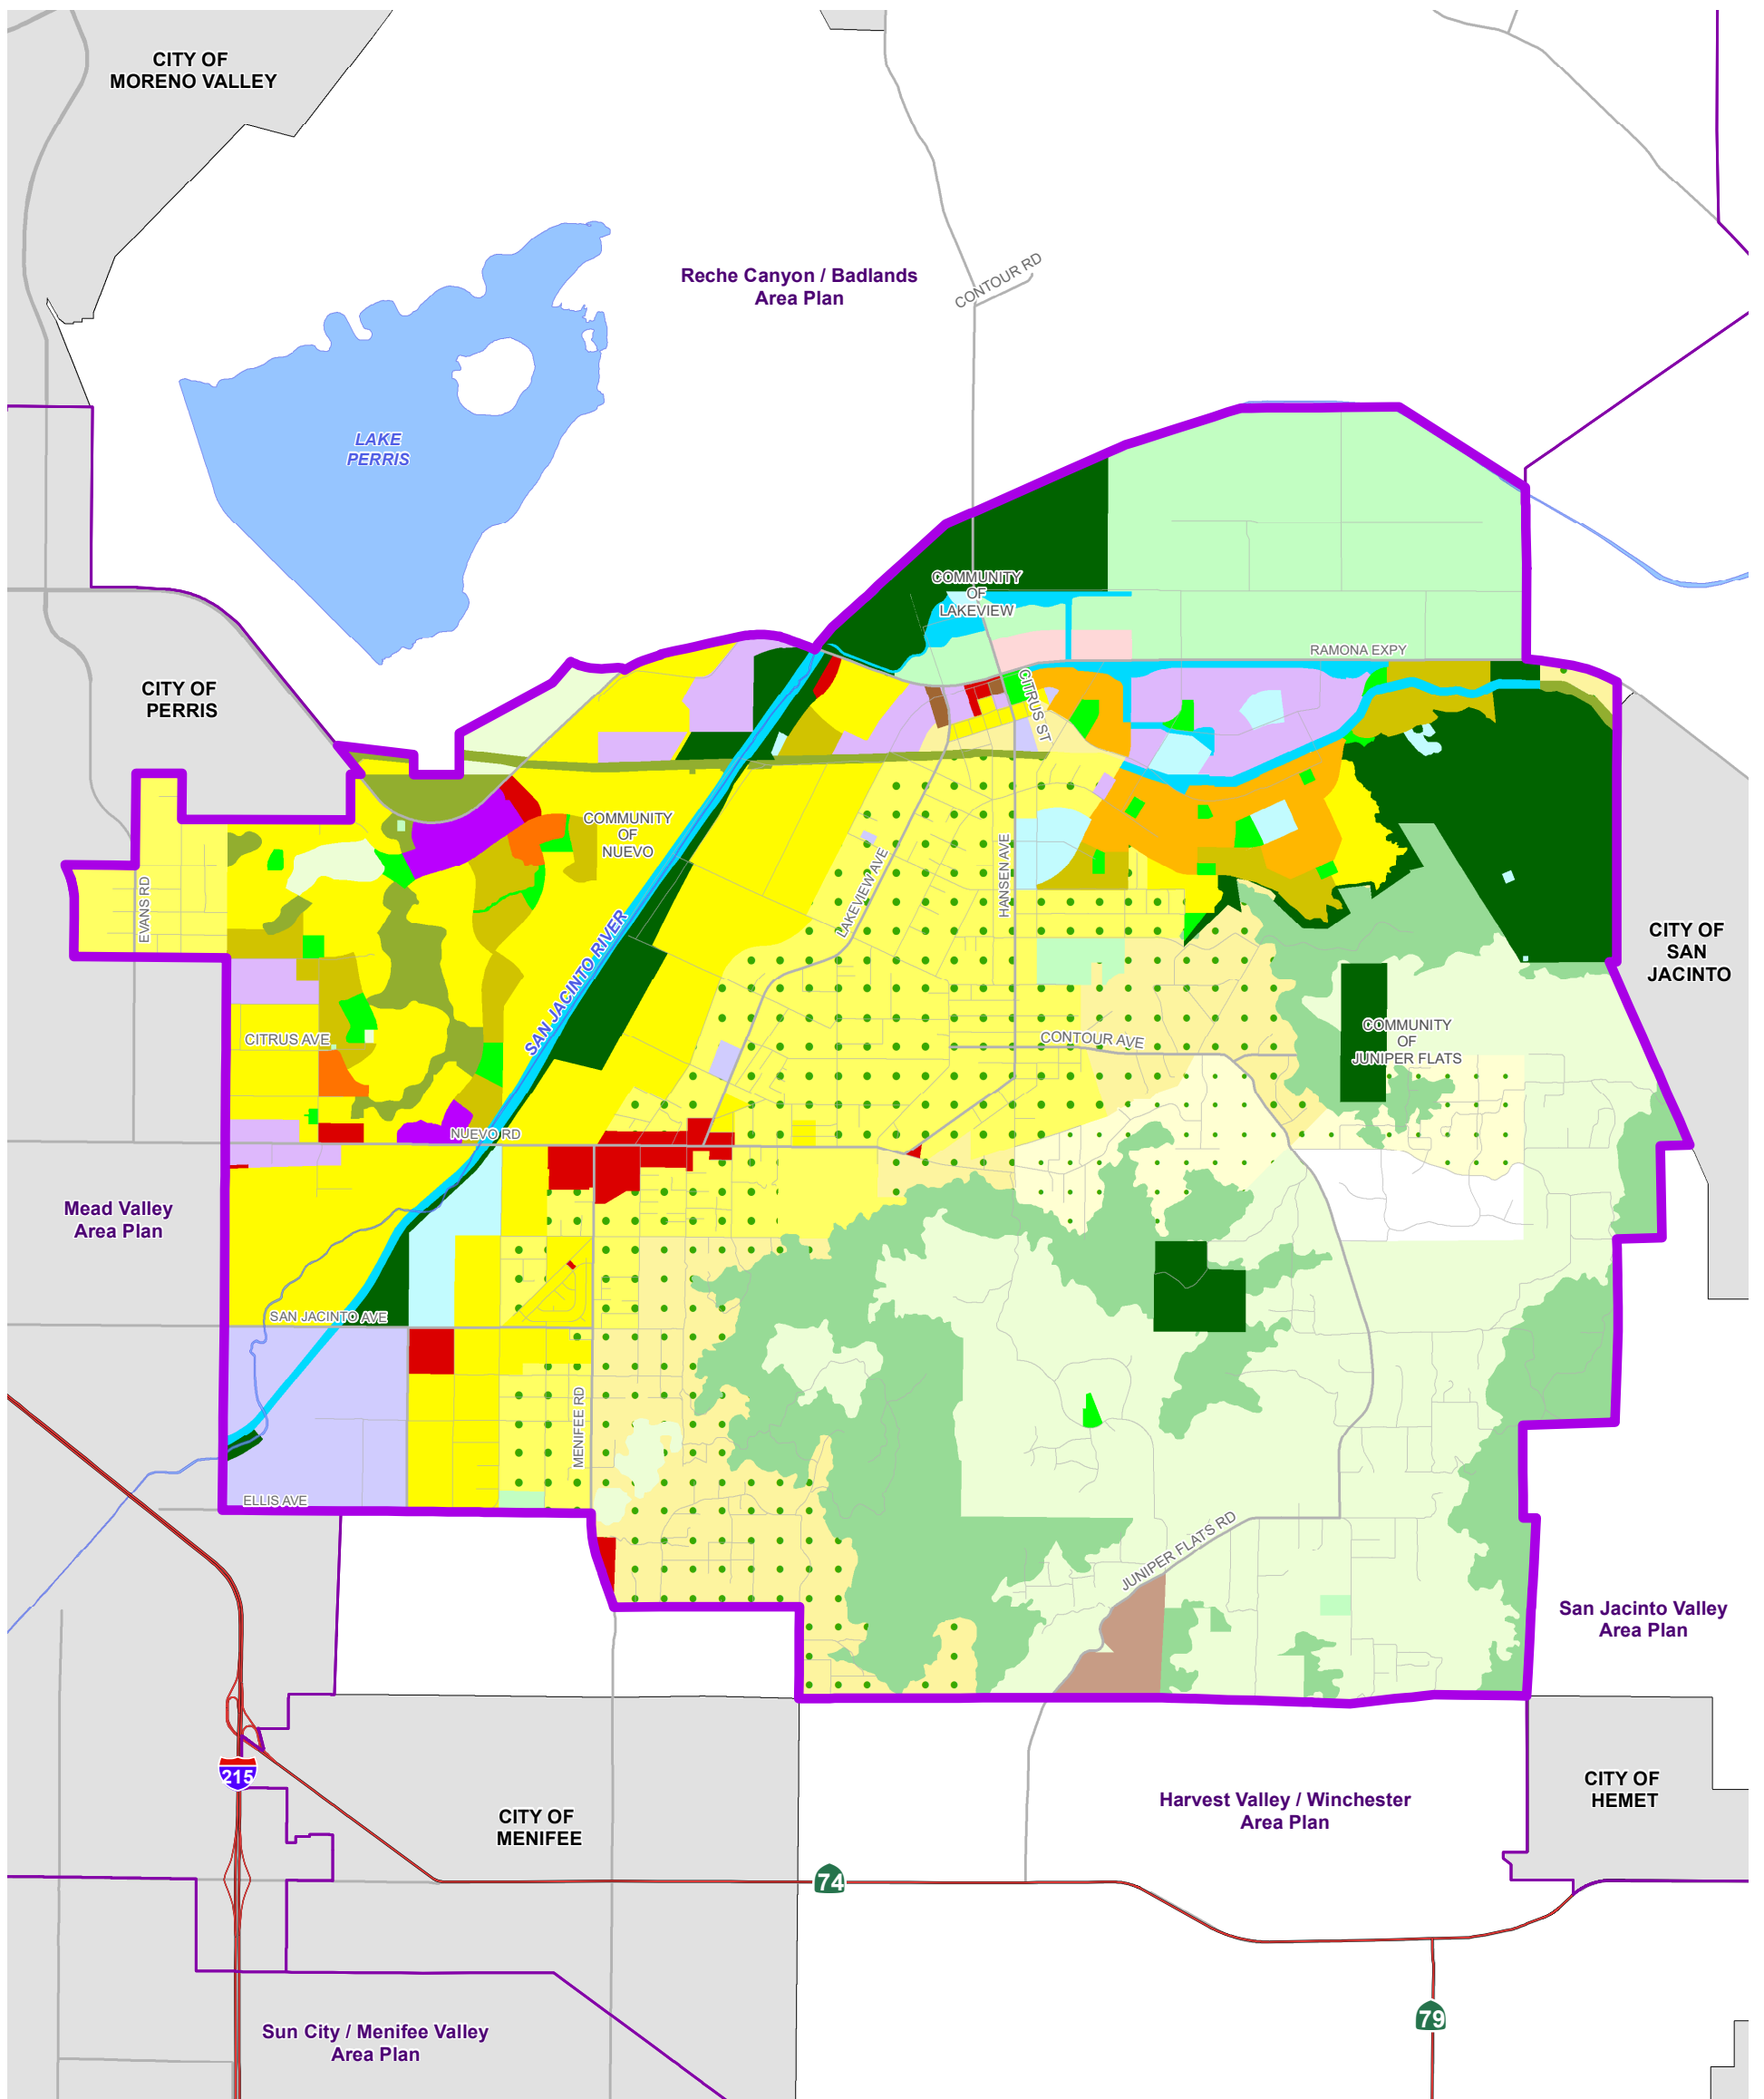 CITY OF
MORENO VALLEY
Reche Canyon / Badlands
Area Plan
CONTOUR RD
LAKE
PERRIS
COMMUNITY
OF
LAKEVIEW
RAMONA EXPY
CITY OF
PERRIS
CITRUS ST
COMMUNITY
OF
NUEVO
EVANS RD
LAKEVIEW AVE
HANSEN AVE
SAN JACINTO RIVER
CITY OF
SAN
JACINTO
CITRUS AVE
CONTOUR AVE
COMMUNITY
OF
JUNIPER FLATS
NUEVO RD
Mead Valley
Area Plan
SAN JACINTO AVE
MENIFEE RD
ELLIS AVE
JUNIPER FLATS RD
San Jacinto Valley
Area Plan
215
CITY OF
MENIFEE
Harvest Valley / Winchester
Area Plan
CITY OF
HEMET
74
79
Sun City / Menifee Valley
Area Plan